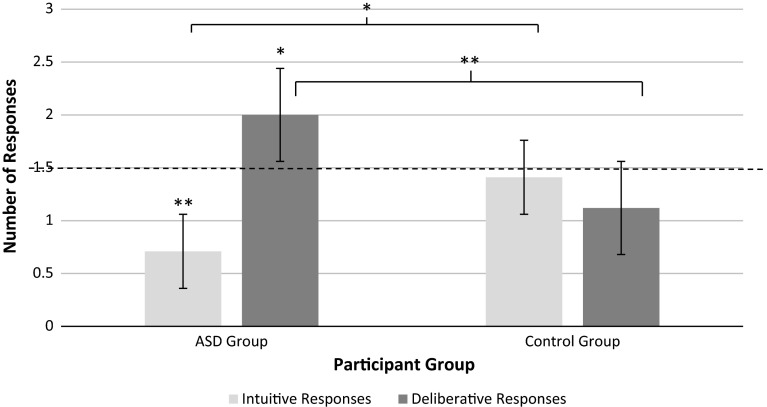 3
*
2.5
*
**
2
1.5
**
1
0.5
0
Number of Responses
ASD Group
Control Group
Participant Group
Intuitive Responses
Deliberative Responses